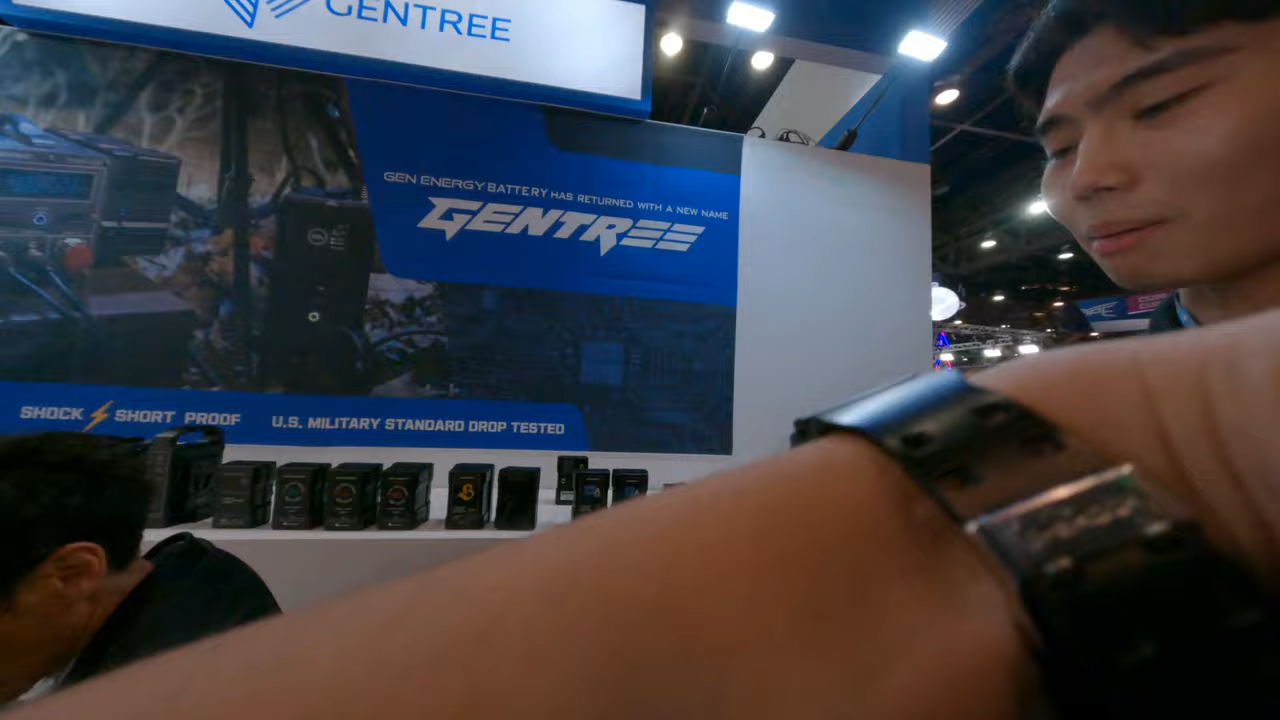 GENTREE
GEN ENERGY BATTERY HAS RETURNED WITH A NEW NAME
GENTREE
SHOCK SHORT PROOF
U.S. MILITARY STANDARD DROP TESTED